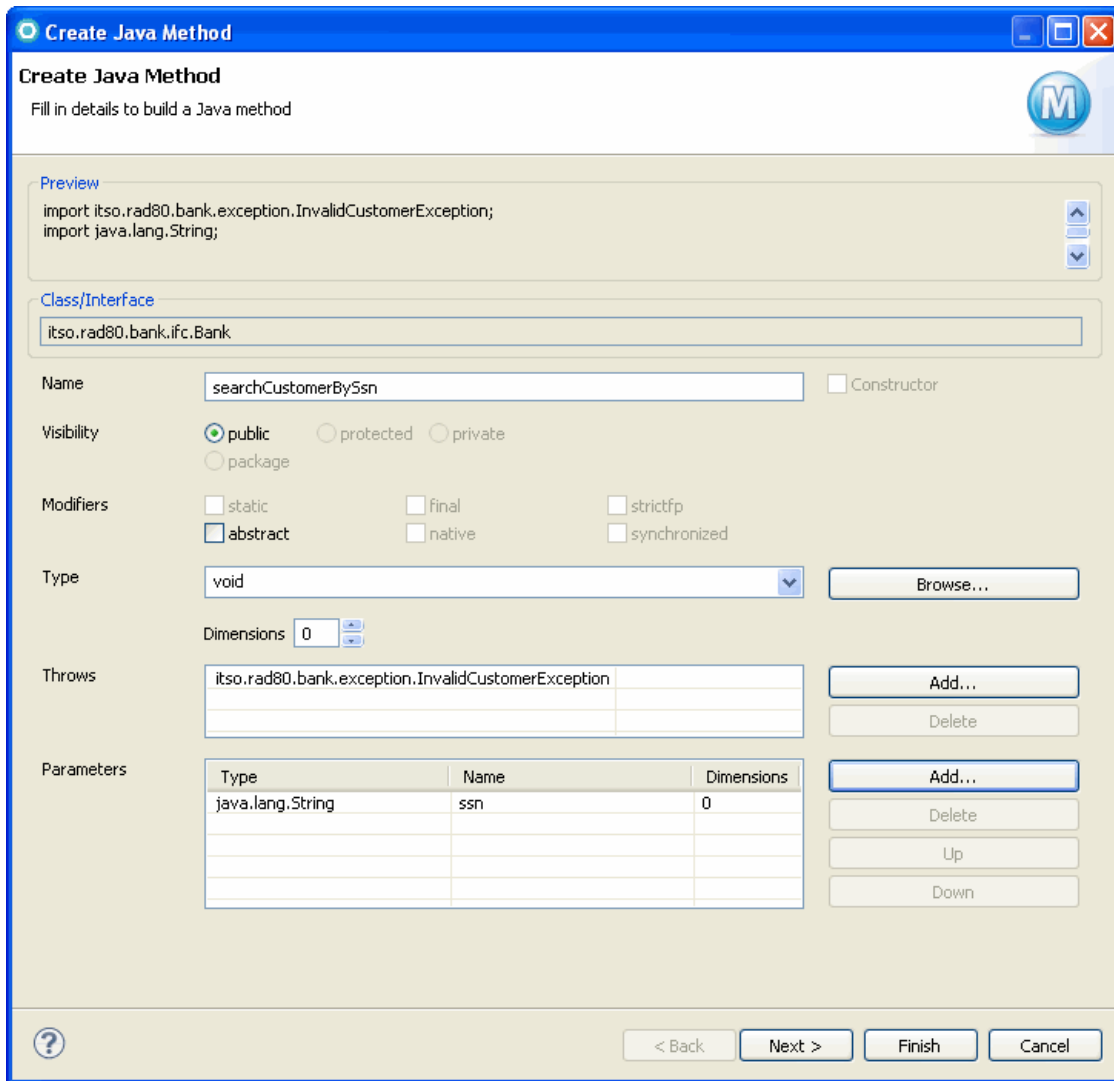 Create Java Method
Create Java Method
Fill in details to build a Java method
M
Preview
import itso.rad80.bank.exception.InvalidCustomerException;
import java.lang.String;
Class/Interface
itso.rad80.bank.ifc.Bank
Name searchCustomerBySsn Constructor
Visibility public protected private
package
Modifiers static final strictfp
abstract native synchronized
Type void Browse...
Dimensions 0
Throws itso.rad80.bank.exception.InvalidCustomerException Add...
Delete
Parameters Type Name Dimensions Add...
java.lang.String ssn 0
Delete
Up
Down
? < Back Next > Finish Cancel